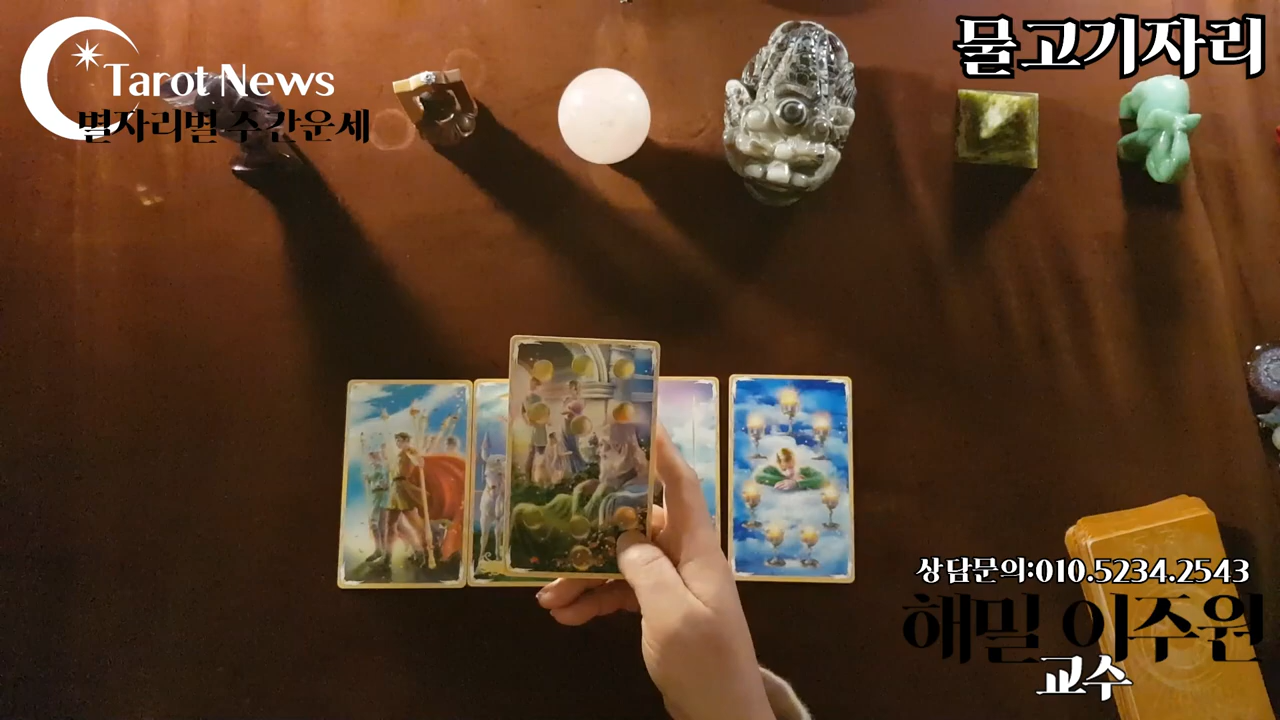 Tarot News
별자리별 주간운세
물고기자리
상담문의:010.5234.2543
해밀 이주원
교수